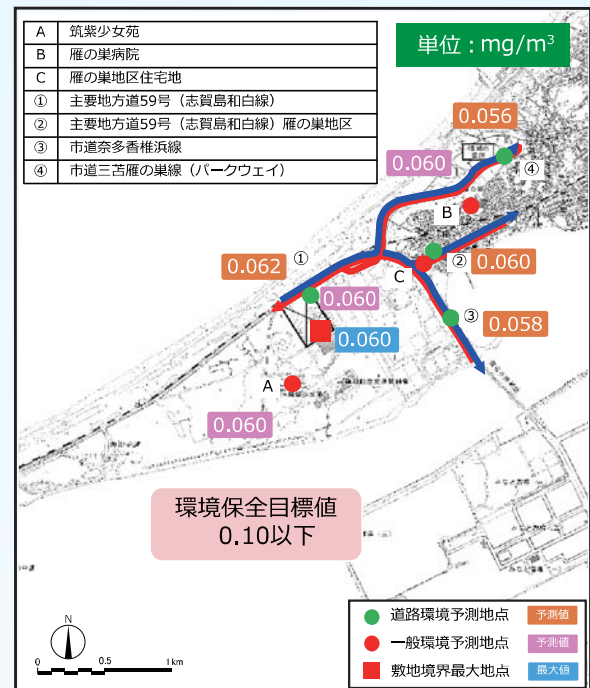 A 筑紫少女苑
B 雁の巣病院
C 雁の巣地区住宅地
① 主要地方道59号（志賀島和白線）
② 主要地方道59号（志賀島和白線）雁の巣地区
③ 市道奈多香椎浜線
④ 市道三苫雁の巣線（パークウェイ）
単位：mg/m³
0.056
0.060
④
B
①
0.062
C
②
0.060
0.060
③
0.058
0.060
A
0.060
環境保全目標値
0.10以下
N
0 0.5 1km
道路環境予測地点 予測値
一般環境予測地点 予測値
敷地境界最大地点 最大値